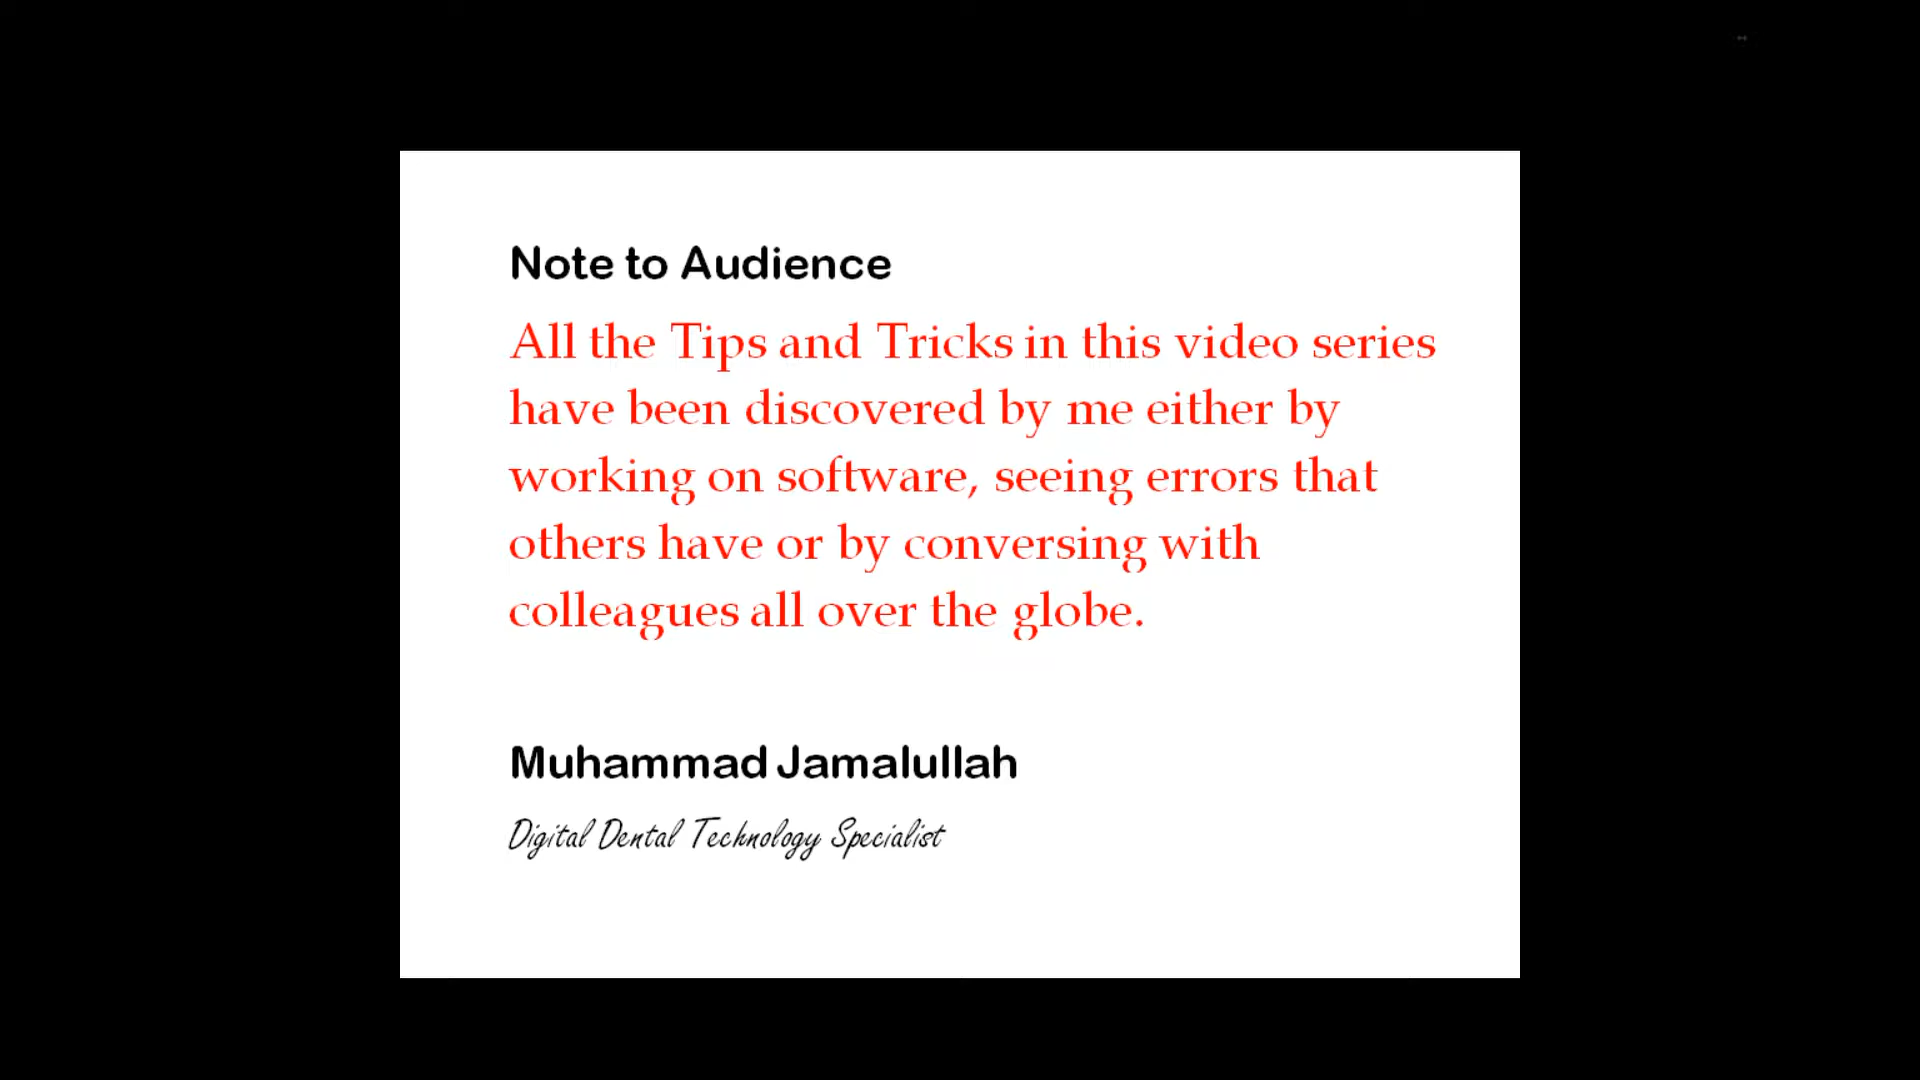 Note to Audience
All the Tips and Tricks in this video series
have been discovered by me either by
working on software, seeing errors that
others have or by conversing with
colleagues all over the globe.
Muhammad Jamalullah
Digital Dental Technology Specialist